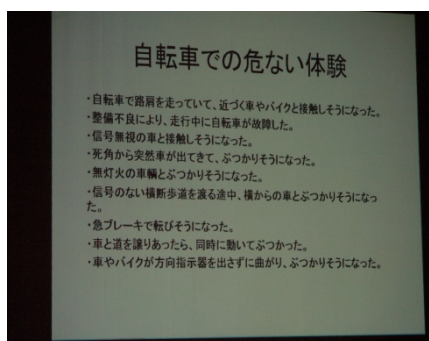 自転車での危ない体験
・自転車で路肩を走っていて、近づく車やバイクと接触しそうになった。
・整備不良により、走行中に自転車が故障した。
・信号無視の車と接触しそうになった。
・死角から突然車が出てきて、ぶつかりそうになった。
・無灯火の車輌とぶつかりそうになった。
・信号のない横断歩道を渡る途中、横からの車とぶつかりそうになっ
た。
・急ブレーキで転びそうになった。
・車と道を譲りあったら、同時に動いてぶつかった。
・車やバイクが方向指示器を出さずに曲がり、ぶつかりそうになった。